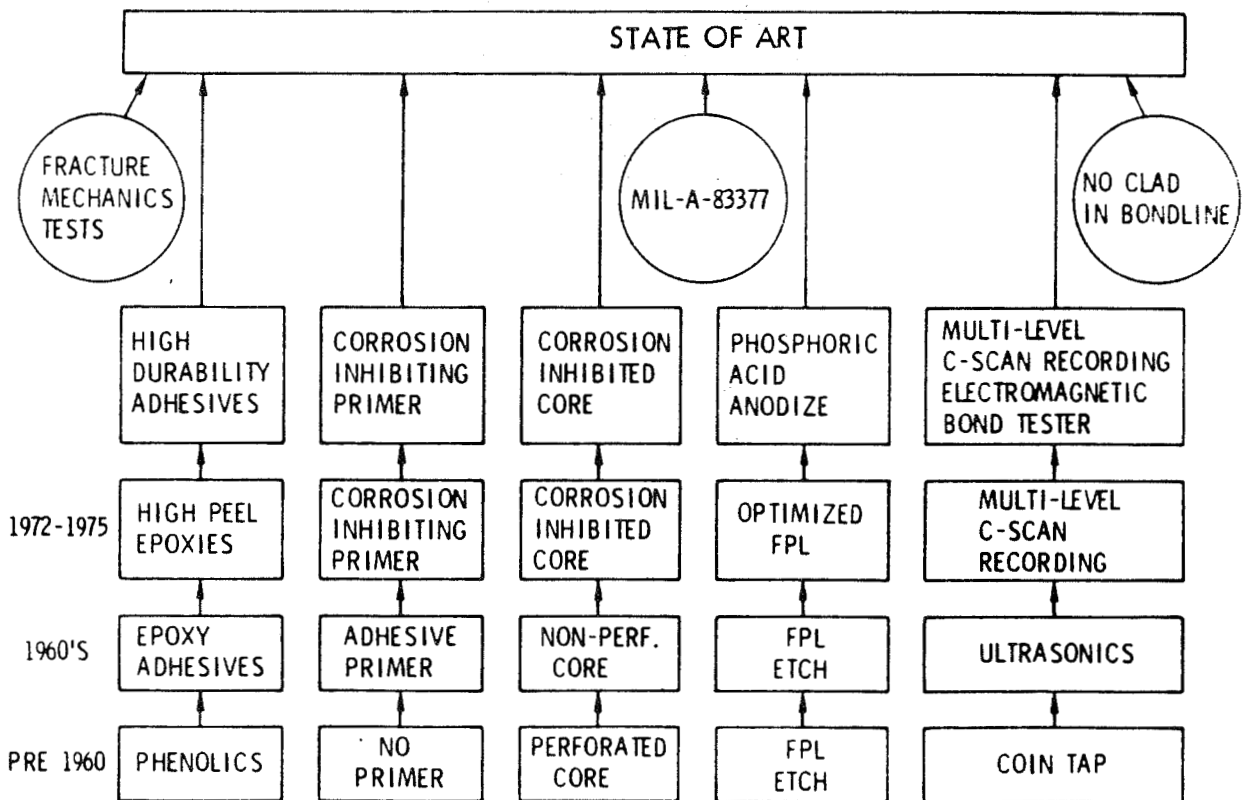 STATE OF ART
FRACTURE
MECHANICS
TESTS
MIL-A-83377
NO CLAD
IN BONDLINE
HIGH
DURABILITY
ADHESIVES
CORROSION
INHIBITING
PRIMER
CORROSION
INHIBITED
CORE
PHOSPHORIC
ACID
ANODIZE
MULTI-LEVEL
C-SCAN RECORDING
ELECTROMAGNETIC
BOND TESTER
1972-1975
HIGH PEEL
EPOXIES
CORROSION
INHIBITING
PRIMER
CORROSION
INHIBITED
CORE
OPTIMIZED
FPL
MULTI-LEVEL
C-SCAN
RECORDING
1960'S
EPOXY
ADHESIVES
ADHESIVE
PRIMER
NON-PERF.
CORE
FPL
ETCH
ULTRASONICS
PRE 1960
PHENOLICS
NO
PRIMER
PERFORATED
CORE
FPL
ETCH
COIN TAP